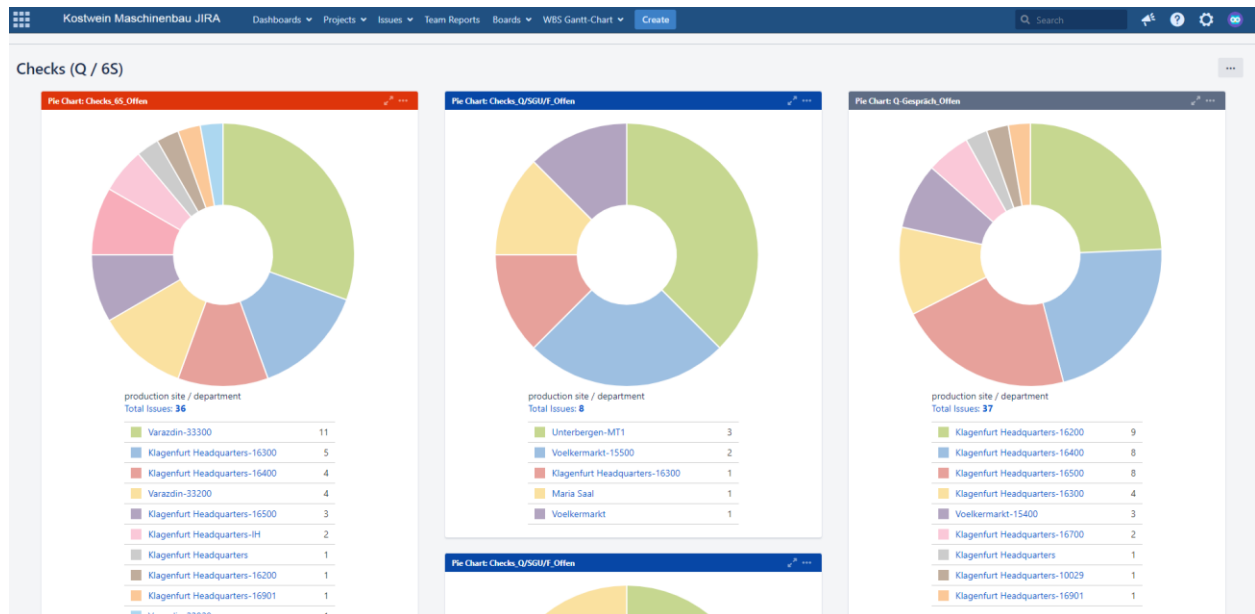 Kostwein Maschinenbau JIRA Dashboards Projects Issues Team Reports Boards WBS Gantt-Chart Create Search
Checks (Q / 6S)
Pie Chart: Checks_6S_Offen
production site / department
Total Issues: 36
Varazdin-33300 11
Klagenfurt Headquarters-16300 5
Klagenfurt Headquarters-16400 4
Varazdin-33200 4
Klagenfurt Headquarters-16500 3
Klagenfurt Headquarters-IH 2
Klagenfurt Headquarters 1
Klagenfurt Headquarters-16200 1
Klagenfurt Headquarters-16901 1
Pie Chart: Checks_Q/SGU/F_Offen
production site / department
Total Issues: 8
Unterbergen-MT1 3
Voelkermarkt-15500 2
Klagenfurt Headquarters-16300 1
Maria Saal 1
Voelkermarkt 1
Pie Chart: Checks_Q/SGU/F_Offen
Pie Chart: Q-Gespräch_Offen
production site / department
Total Issues: 37
Klagenfurt Headquarters-16200 9
Klagenfurt Headquarters-16400 8
Klagenfurt Headquarters-16500 8
Klagenfurt Headquarters-16300 4
Voelkermarkt-15400 3
Klagenfurt Headquarters-16700 2
Klagenfurt Headquarters 1
Klagenfurt Headquarters-10029 1
Klagenfurt Headquarters-16901 1